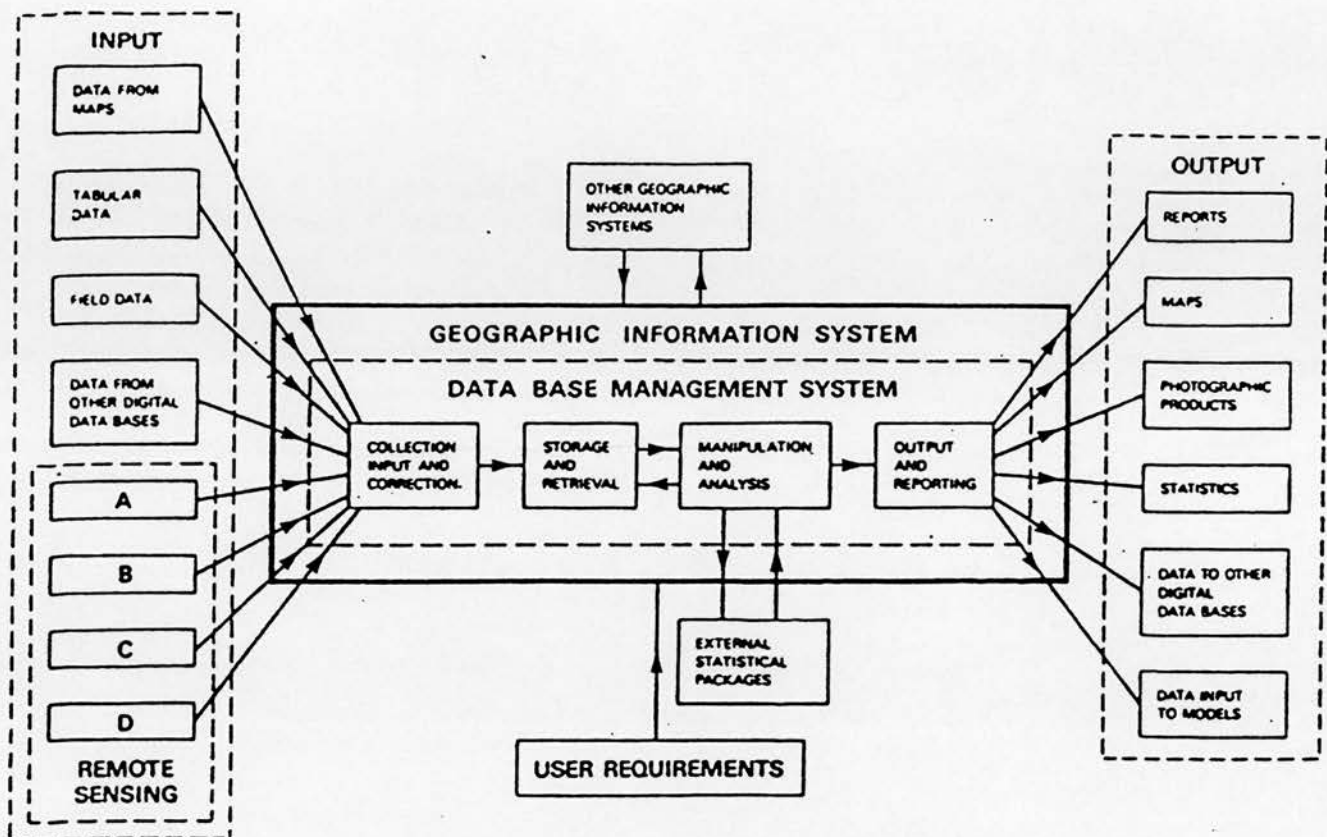 INPUT
DATA FROM
MAPS
TABULAR
DATA
FIELD DATA
DATA FROM
OTHER DIGITAL
DATA BASES
A
B
C
D
REMOTE
SENSING
OTHER GEOGRAPHIC
INFORMATION
SYSTEMS
GEOGRAPHIC INFORMATION SYSTEM
DATA BASE MANAGEMENT SYSTEM
COLLECTION
INPUT AND
CORRECTION.
STORAGE
AND
RETRIEVAL
MANIPULATION
AND
ANALYSIS
OUTPUT
AND
REPORTING
EXTERNAL
STATISTICAL
PACKAGES
USER REQUIREMENTS
OUTPUT
REPORTS
MAPS
PHOTOGRAPHIC
PRODUCTS
STATISTICS
DATA TO OTHER
DIGITAL
DATA BASES
DATA INPUT
TO MODELS